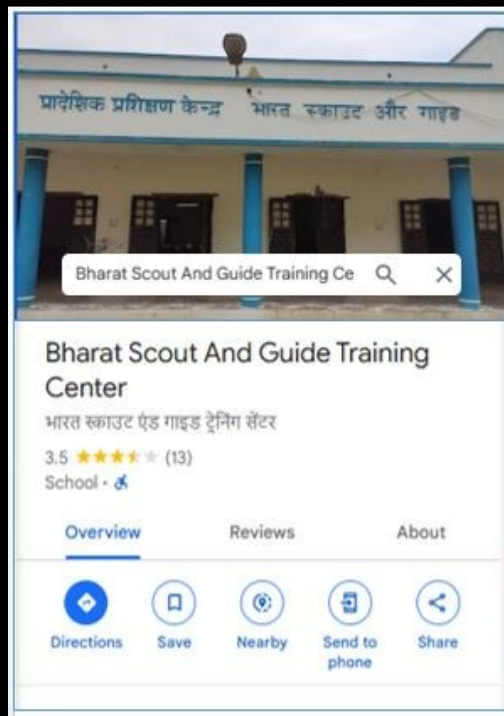 प्रादेशिक प्रशिक्षण केन्द्र भारत स्काउट और गाइड
Bharat Scout And Guide Training Ce
Bharat Scout And Guide Training
Center
भारत स्काउट एंड गाइड ट्रेनिंग सेंटर
3.5 (13)
School
Overview Reviews About
Directions Save Nearby Send to phone Share